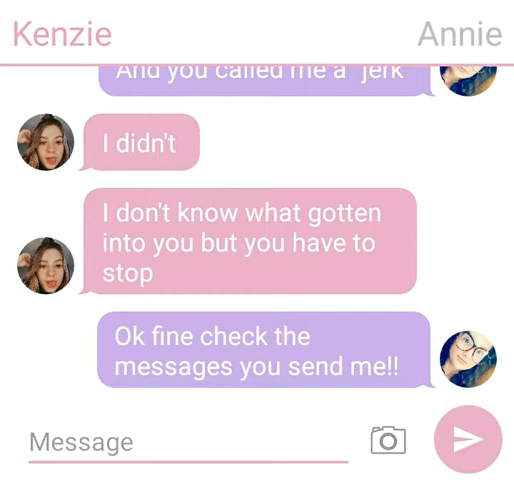 Kenzie Annie
And you called me a "jerk"
I didn't
I don't know what gotten
into you but you have to
stop
Ok fine check the
messages you send me!!
Message